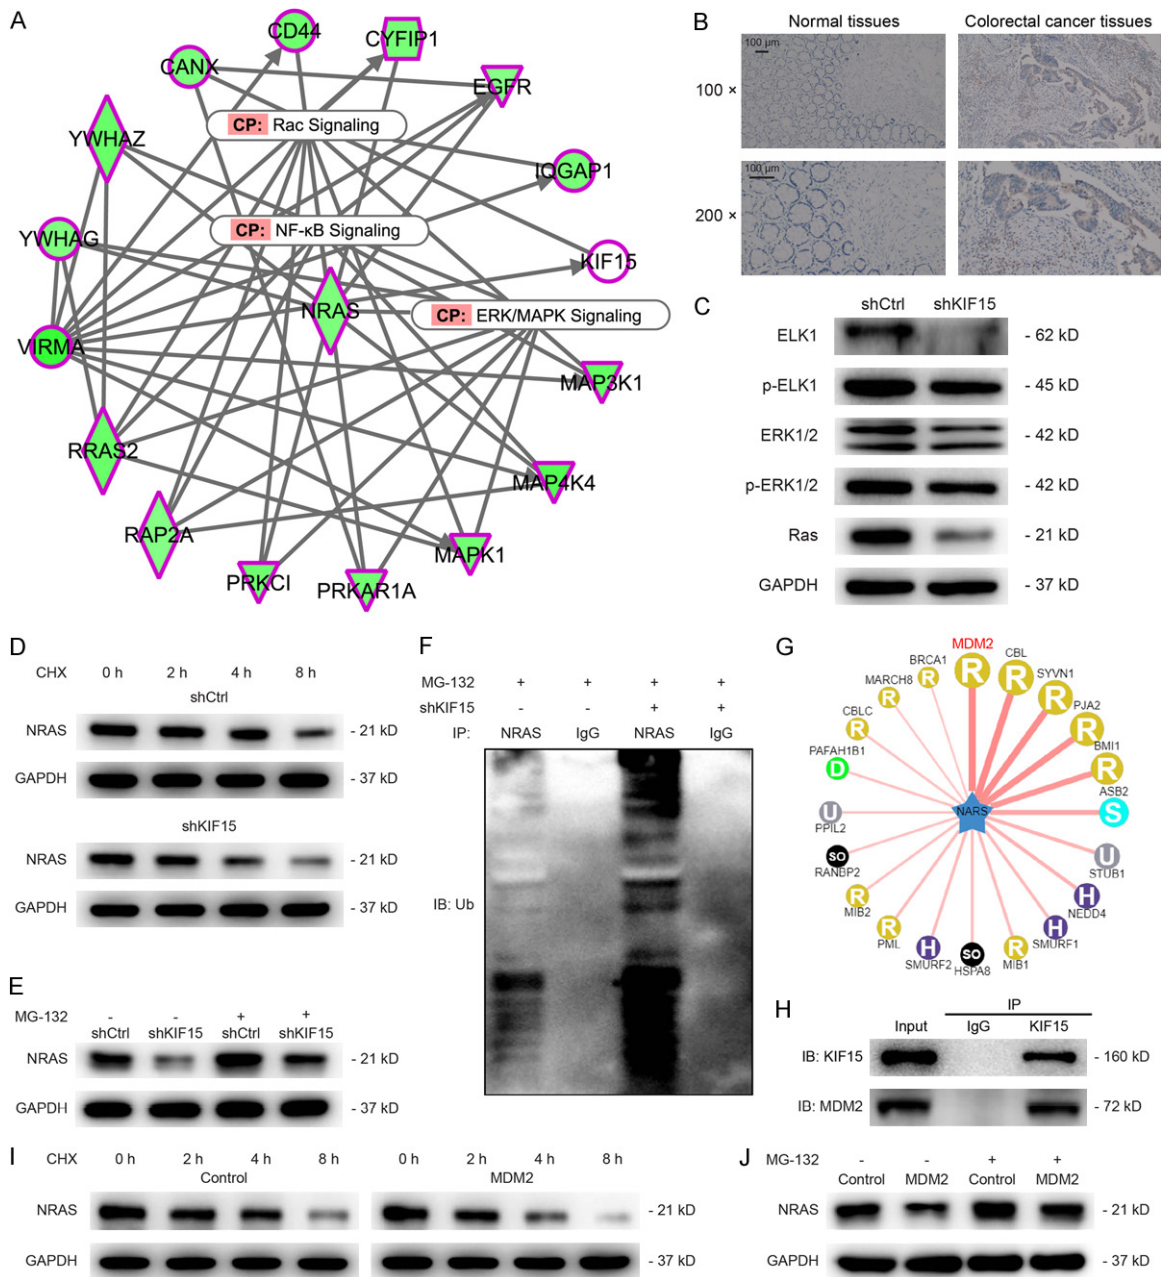 A
CD44
CYFIP1
CANX
EGFR
CP: Rac Signaling
YWHAZ
IQGAP1
YWHAG
CP: NF-κB Signaling
KIF15
NRAS
CP: ERK/MAPK Signaling
VIRMA
MAP3K1
RRAS2
MAP4K4
RAP2A
MAPK1
PRKCI
PRKAR1A
B
Normal tissues Colorectal cancer tissues
100 µm
100 ×
100 µm
200 ×
C
shCtrl shKIF15
ELK1 - 62 kD
p-ELK1 - 45 kD
ERK1/2 - 42 kD
p-ERK1/2 - 42 kD
Ras - 21 kD
GAPDH - 37 kD
D
CHX 0 h 2 h 4 h 8 h
shCtrl
NRAS - 21 kD
GAPDH - 37 kD
shKIF15
NRAS - 21 kD
GAPDH - 37 kD
E
MG-132 - - + +
shCtrl shKIF15 shCtrl shKIF15
NRAS - 21 kD
GAPDH - 37 kD
F
MG-132 + + + +
shKIF15 - - + +
IP: NRAS IgG NRAS IgG
IB: Ub
G
MDM2 R
CBL R
SYVN1 R
PJA2 R
BMI1 R
ASB2 S
STUB1 U
NEDD4 H
SMURF1 H
MIB1 R
HSPA8 SO
SMURF2 H
PML R
MIB2 R
RANBP2 SO
PPIL2 U
PAFAH1B1 D
CBLC R
MARCH8 R
BRCA1 R
NARS
H
IP
Input IgG KIF15
IB: KIF15 - 160 kD
IB: MDM2 - 72 kD
I
CHX 0 h 2 h 4 h 8 h 0 h 2 h 4 h 8 h
Control MDM2
NRAS - 21 kD
GAPDH - 37 kD
J
MG-132 - - + +
Control MDM2 Control MDM2
NRAS - 21 kD
GAPDH - 37 kD